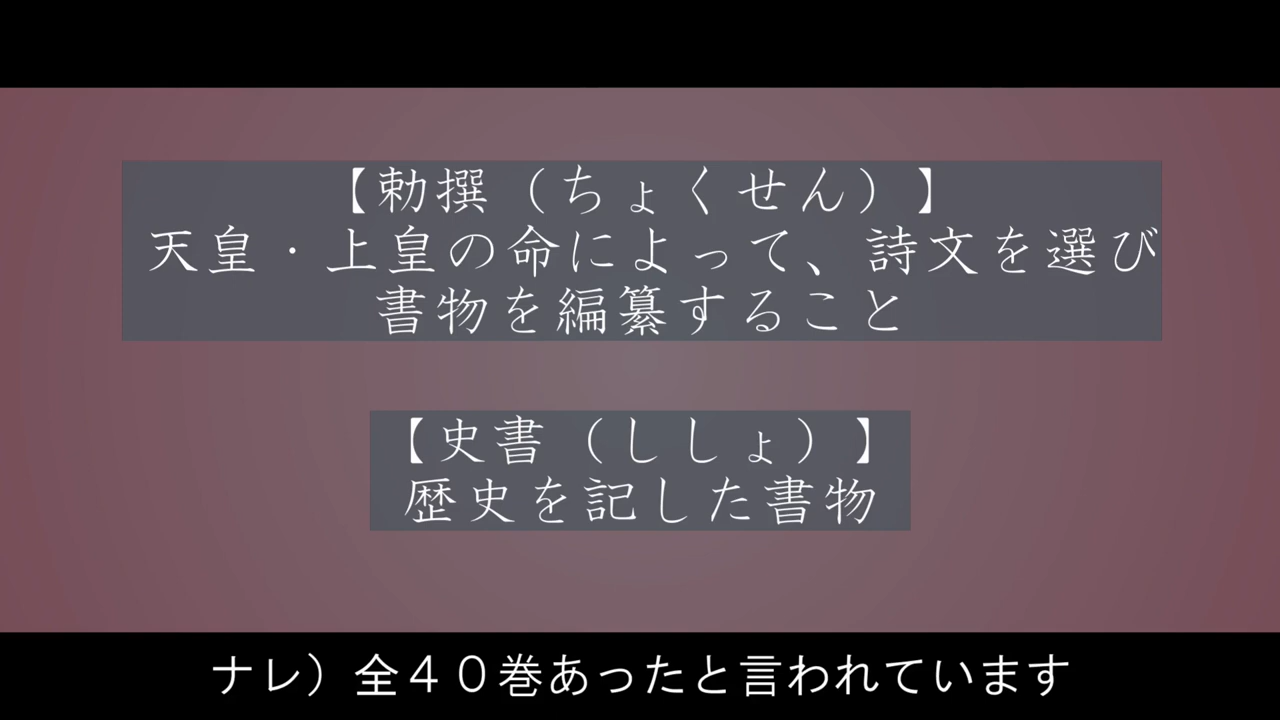 【勅撰（ちょくせん）】
天皇・上皇の命によって、詩文を選び
書物を編纂すること
【史書（ししょ）】
歴史を記した書物
ナレ）全４０巻あったと言われています